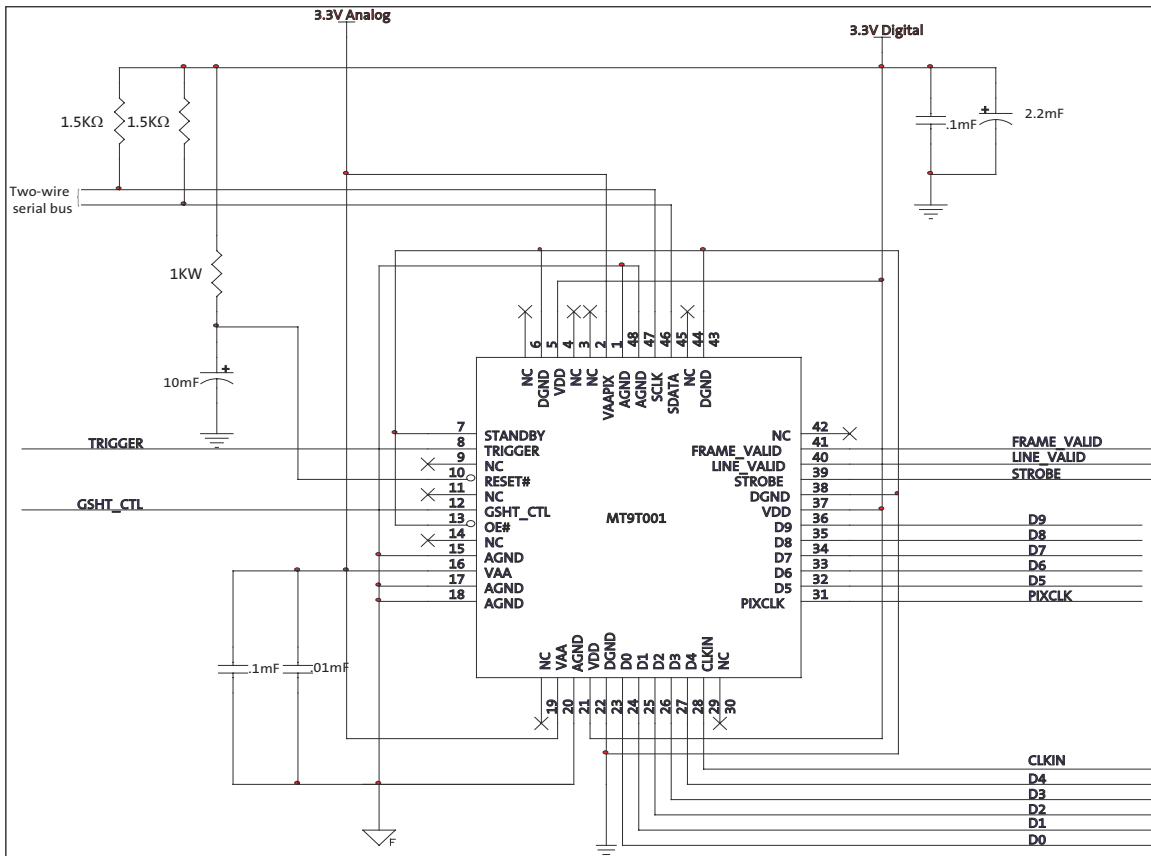 3.3V Analog
3.3V Digital
1.5KΩ
1.5KΩ
.1mF
2.2mF
Two-wire
serial bus
1KW
10mF
6
5
4
3
2
1
48
47
46
45
44
43
NC
DGND
VDD
NC
NC
VAAPIX
AGND
AGND
SCLK
SDATA
NC
DGND
TRIGGER
GSHT_CTL
7
8
9
10
11
12
13
14
15
16
17
18
STANDBY
TRIGGER
NC
RESET#
NC
GSHT_CTL
OE#
NC
AGND
VAA
AGND
AGND
MT9T001
NC
FRAME_VALID
LINE_VALID
STROBE
DGND
VDD
D9
D8
D7
D6
D5
PIXCLK
42
41
40
39
38
37
36
35
34
33
32
31
FRAME_VALID
LINE_VALID
STROBE
D9
D8
D7
D6
D5
PIXCLK
NC
VAA
AGND
VDD
DGND
D0
D1
D2
D3
D4
CLKIN
NC
19
20
21
22
23
24
25
26
27
28
29
30
.1mF
.01mF
F
CLKIN
D4
D3
D2
D1
D0